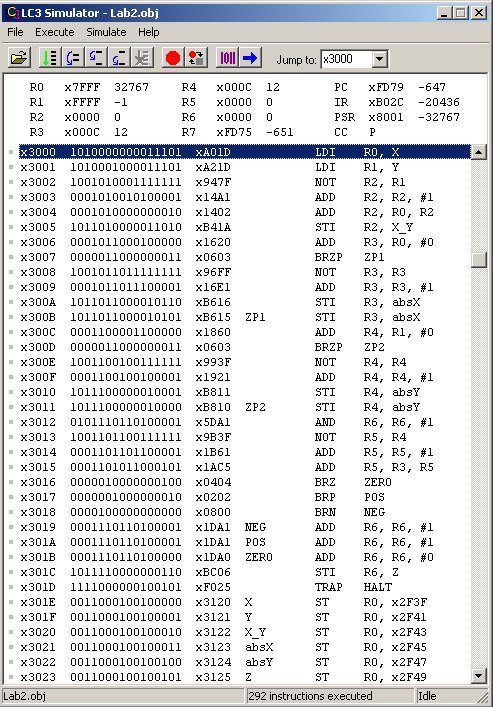 LC3 Simulator - Lab2.obj
File Execute Simulate Help
Jump to: x3000
R0 x7FFF 32767 R4 x000C 12 PC xFD79 -647
R1 xFFFF -1 R5 x0000 0 IR xB02C -20436
R2 x0000 0 R6 x0000 0 PSR x8001 -32767
R3 x000C 12 R7 xFD75 -651 CC P
x3000 1010000000011101 xA01D LDI R0, X
x3001 1010001000011101 xA21D LDI R1, Y
x3002 1001010001111111 x947F NOT R2, R1
x3003 0001010010100001 x14A1 ADD R2, R2, #1
x3004 0001010000000010 x1402 ADD R2, R0, R2
x3005 1011010000011010 xB41A STI R2, X_Y
x3006 0001011000100000 x1620 ADD R3, R0, #0
x3007 0000011000000011 x0603 BRZP ZP1
x3008 1001011011111111 x96FF NOT R3, R3
x3009 0001011011100001 x16E1 ADD R3, R3, #1
x300A 1011011000010110 xB616 STI R3, absX
x300B 1011011000010101 xB615 ZP1 STI R3, absX
x300C 0001100001100000 x1860 ADD R4, R1, #0
x300D 0000011000000011 x0603 BRZP ZP2
x300E 1001100100111111 x993F NOT R4, R4
x300F 0001100100100001 x1921 ADD R4, R4, #1
x3010 1011100000010001 xB811 STI R4, absY
x3011 1011100000010000 xB810 ZP2 STI R4, absY
x3012 0101110110100001 x5DA1 AND R6, R6, #1
x3013 1001101100111111 x9B3F NOT R5, R4
x3014 0001101101100001 x1B61 ADD R5, R5, #1
x3015 0001101011000101 x1AC5 ADD R5, R3, R5
x3016 0000010000000100 x0404 BRZ ZERO
x3017 0000001000000010 x0202 BRP POS
x3018 0000100000000000 x0800 BRN NEG
x3019 0001110110100001 x1DA1 NEG ADD R6, R6, #1
x301A 0001110110100001 x1DA1 POS ADD R6, R6, #1
x301B 0001110110100000 x1DA0 ZERO ADD R6, R6, #0
x301C 1011110000000110 xBC06 STI R6, Z
x301D 1111000000100101 xF025 TRAP HALT
x301E 0011000100100000 x3120 X ST R0, x2F3F
x301F 0011000100100001 x3121 Y ST R0, x2F41
x3020 0011000100100010 x3122 X_Y ST R0, x2F43
x3021 0011000100100011 x3123 absX ST R0, x2F45
x3022 0011000100100100 x3124 absY ST R0, x2F47
x3023 0011000100100101 x3125 Z ST R0, x2F49
Lab2.obj 292 instructions executed Idle